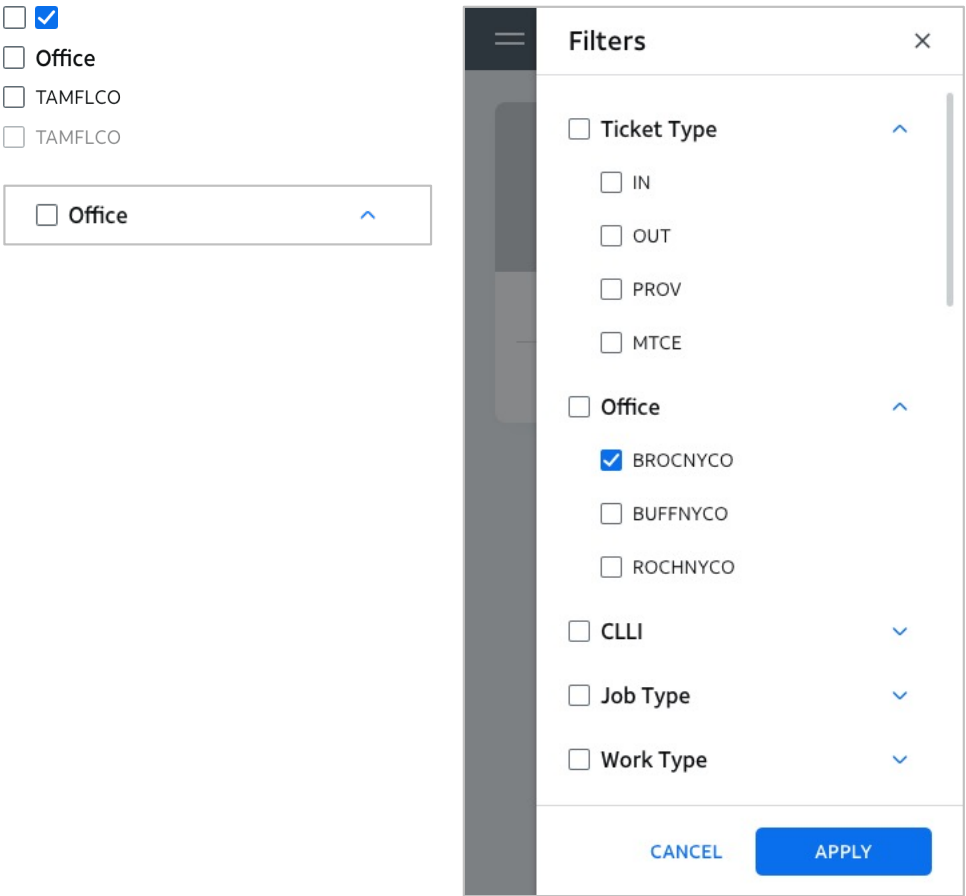 Office
TAMFLCO
TAMFLCO
Office
Filters
Ticket Type
IN
OUT
PROV
MTCE
Office
BROCNYCO
BUFFNYCO
ROCHNYCO
CLLI
Job Type
Work Type
CANCEL APPLY